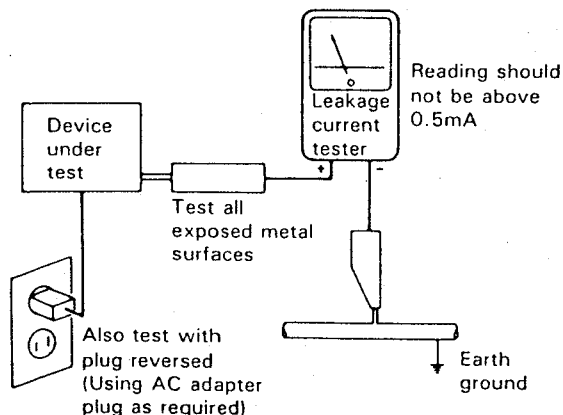 Device
under
test
Leakage
current
tester
+ -
Reading should
not be above
0.5mA
Test all
exposed metal
surfaces
Also test with
plug reversed
(Using AC adapter
plug as required)
Earth
ground